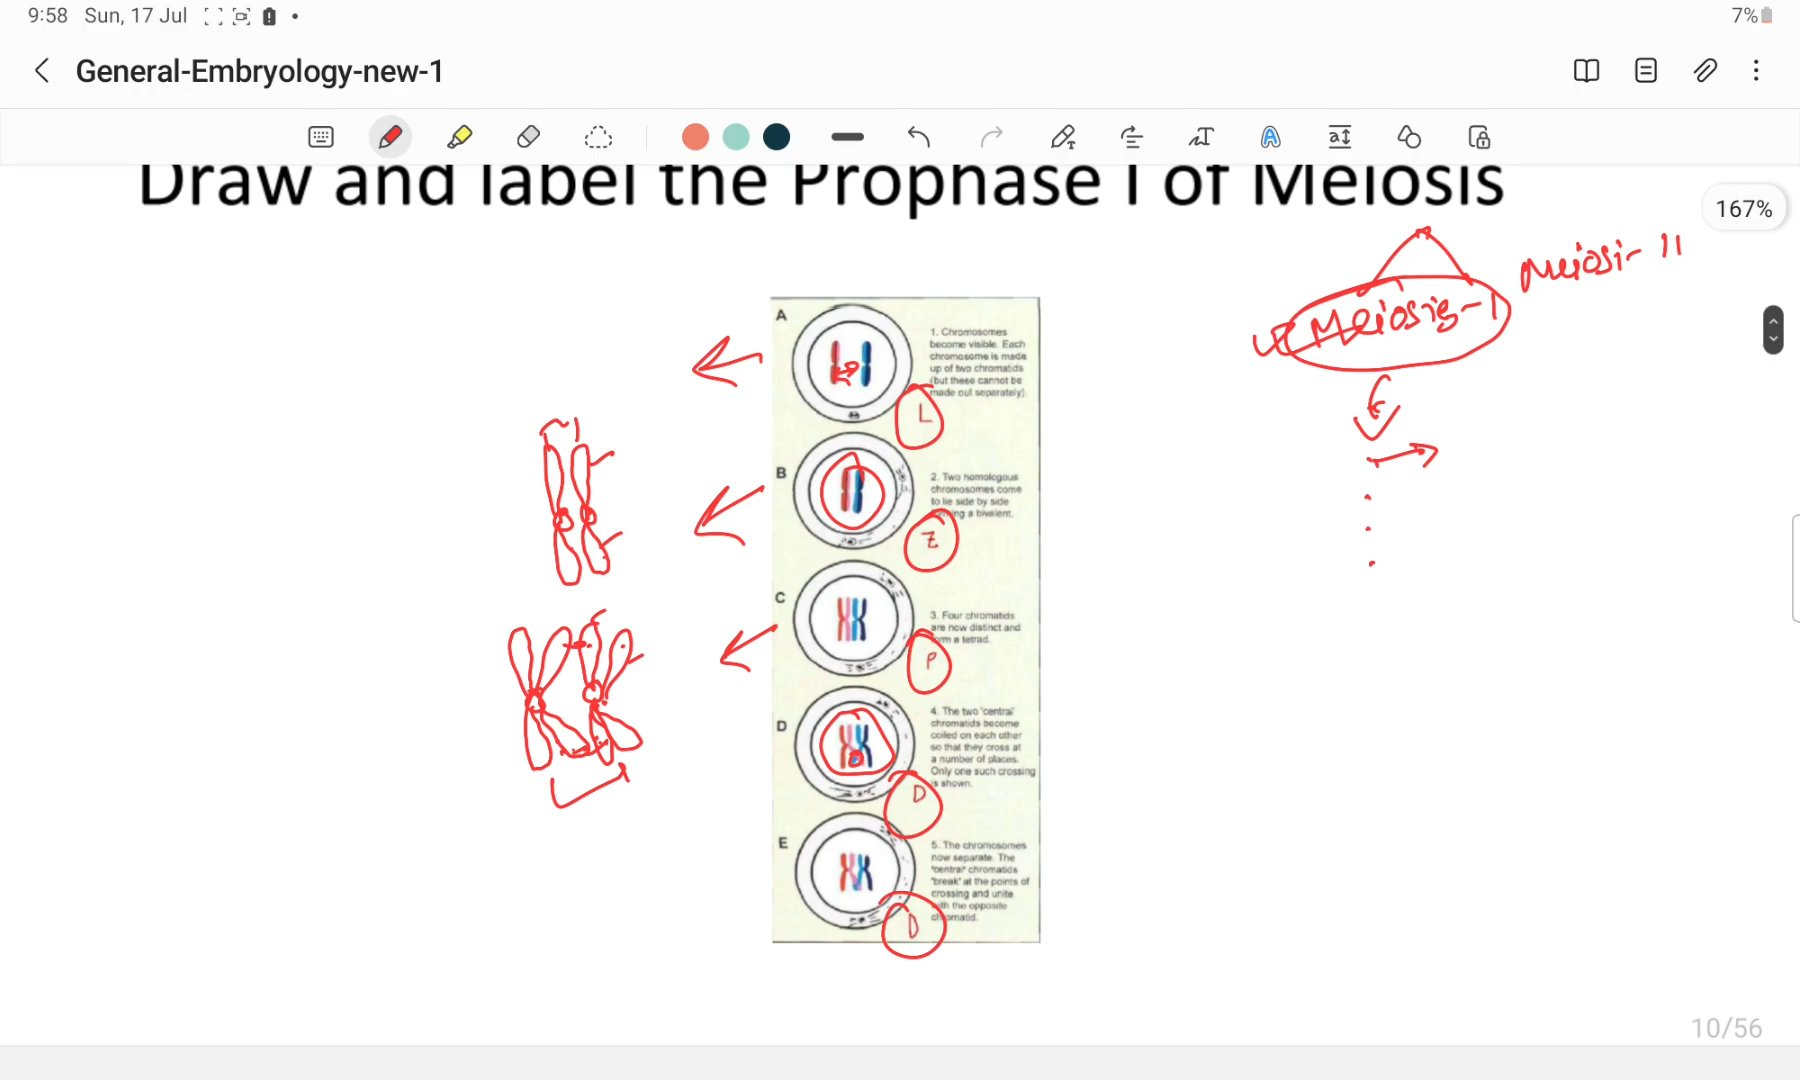 9:58 Sun, 17 Jul
7%
General-Embryology-new-1
Draw and label the Prophase I of Meiosis
167%
Meiosi- II
Meiosis-I
A
1. Chromosomes
become visible. Each
chromosome is made
up of two chromatids
(but these cannot be
made out separately).
L
B
2. Two homologous
chromosomes come
to lie side by side
a bivalent.
Z
C
3. Four chromatids
are now distinct and
form a tetrad.
P
D
4. The two 'central'
chromatids become
coiled on each other
so that they cross at
a number of places.
Only one such crossing
is shown.
D
E
5. The chromosomes
now separate. The
'central' chromatids
'break' at the points of
crossing and unite
with the opposite
chromatid.
D
10/56